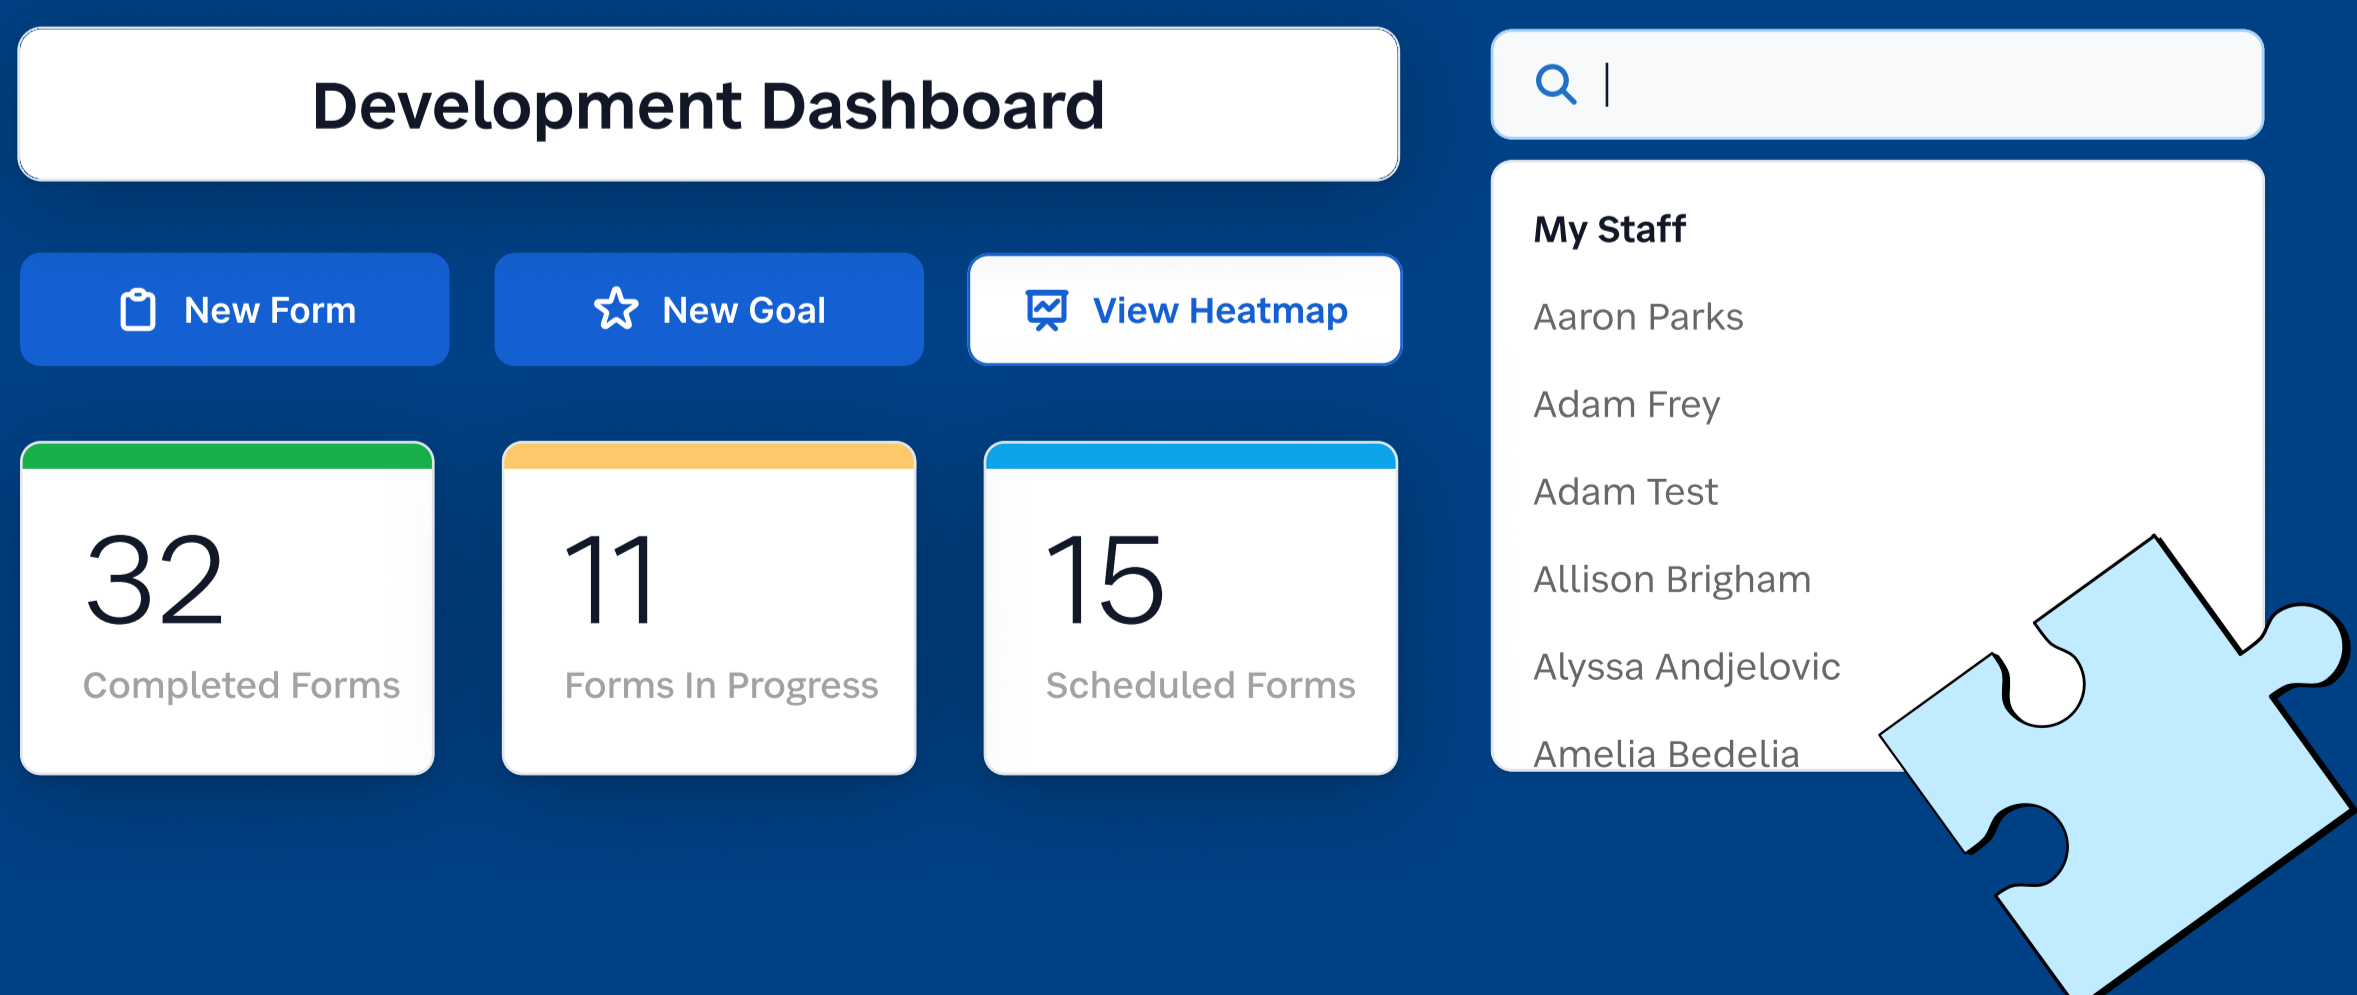 Development Dashboard
New Form
New Goal
View Heatmap
32
Completed Forms
11
Forms In Progress
15
Scheduled Forms
My Staff
Aaron Parks
Adam Frey
Adam Test
Allison Brigham
Alyssa Andjelovic
Amelia Bedelia